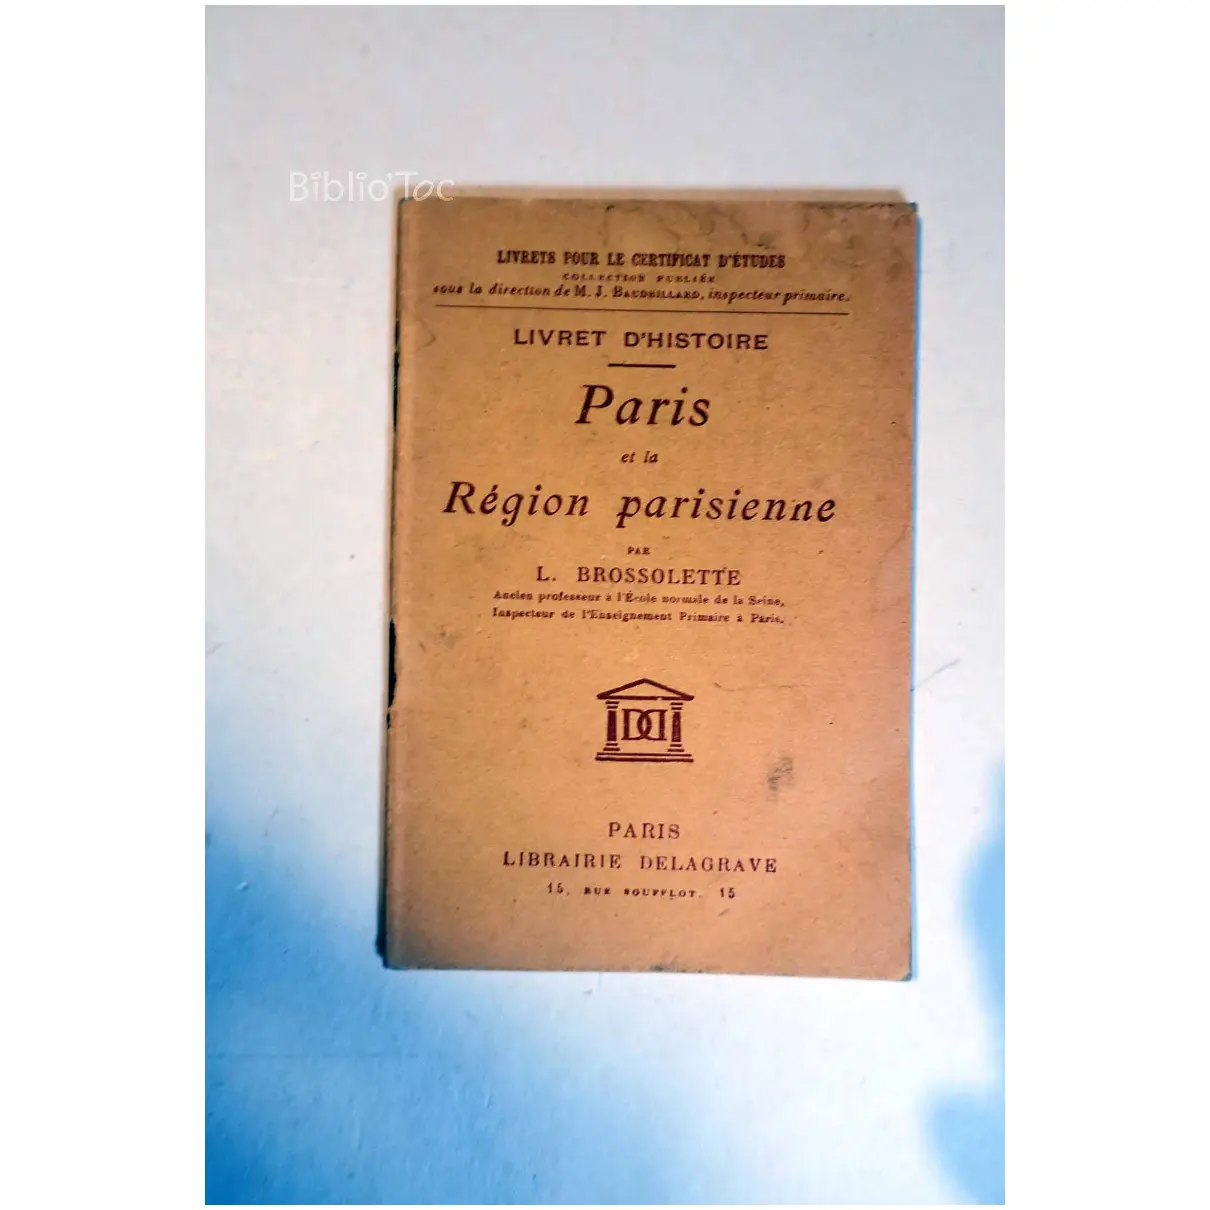 Biblio'Toc
LIVRETS POUR LE CERTIFICAT D'ÉTUDES
COLLECTION PUBLIÉE
sous la direction de M. J. BAUDRILLARD, inspecteur primaire.
LIVRET D'HISTOIRE
Paris
et la
Région parisienne
PAR
L. BROSSOLETTE
Ancien professeur à l'École normale de la Seine,
Inspecteur de l'Enseignement Primaire à Paris.
DD
PARIS
LIBRAIRIE DELAGRAVE
15, RUE SOUFFLOT, 15